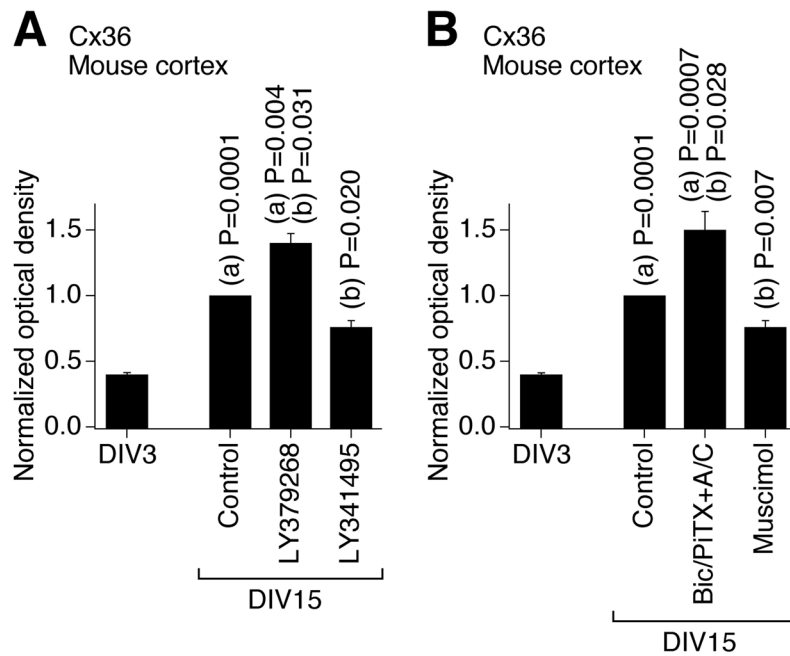 A
Cx36
Mouse cortex
Normalized optical density
1.5
1.0
0.5
0.0
(a) P=0.0001
(a) P=0.004
(b) P=0.031
(b) P=0.020
DIV3
Control
LY379268
LY341495
DIV15
B
Cx36
Mouse cortex
Normalized optical density
1.5
1.0
0.5
0.0
(a) P=0.0001
(a) P=0.0007
(b) P=0.028
(b) P=0.007
DIV3
Control
Bic/PiTX+A/C
Muscimol
DIV15